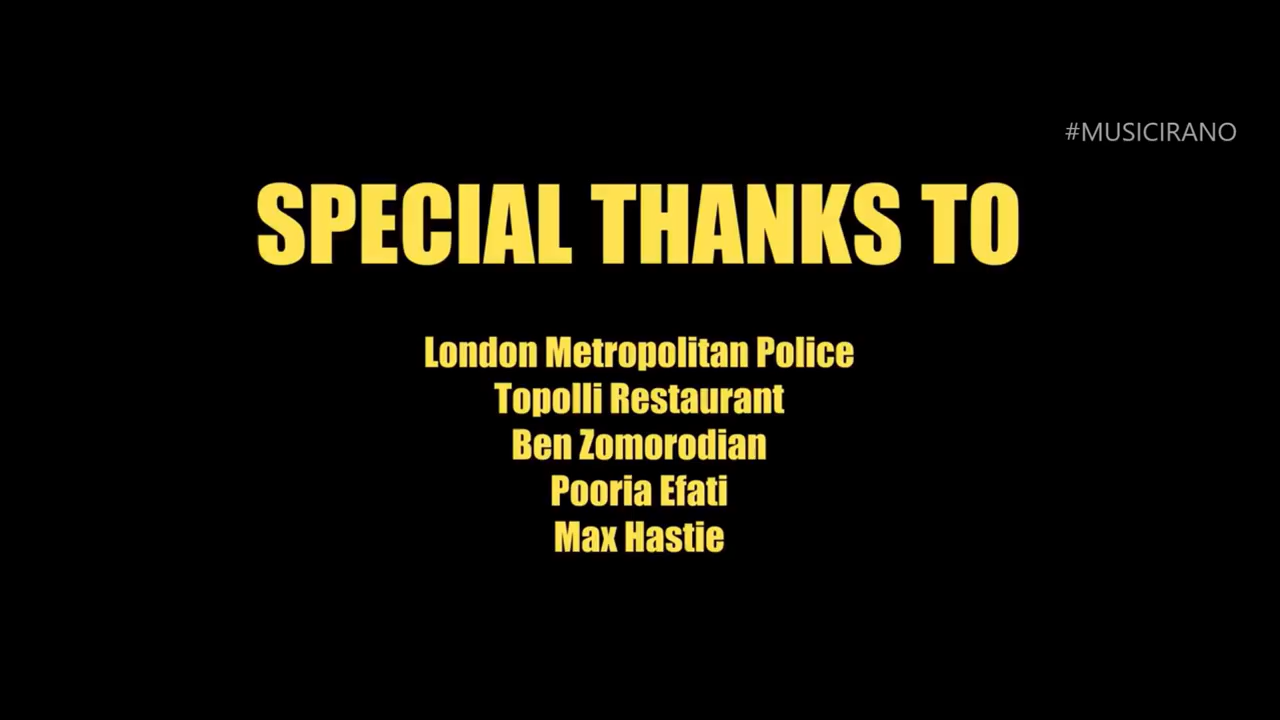 #MUSICIRANO
SPECIAL THANKS TO
London Metropolitan Police
Topolli Restaurant
Ben Zomorodian
Pooria Efati
Max Hastie